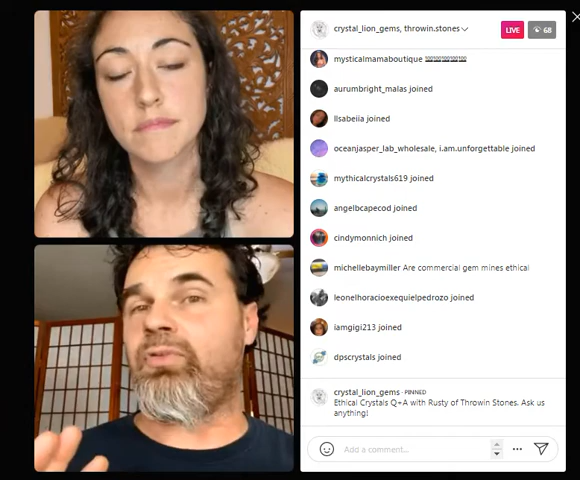 crystal_lion_gems, throwin.stones
LIVE
68
mysticalmamaboutique 💯💯💯💯💯💯
aurumbright_malas joined
llsabeiia joined
oceanjasper_lab_wholesale, i.am.unforgettable joined
mythicalcrystals619 joined
angelbcapecod joined
cindymonnich joined
michellebaymiller Are commercial gem mines ethical
leonelhoracioexequielpedrozo joined
iamgigi213 joined
dpscrystals joined
crystal_lion_gems · PINNED
Ethical Crystals Q+A with Rusty of Throwin Stones. Ask us
anything!
Add a comment...